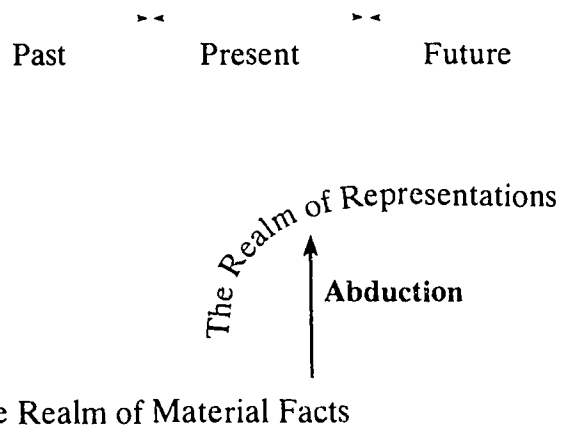 Past Present Future
The Realm of Representations
Abduction
e Realm of Material Facts